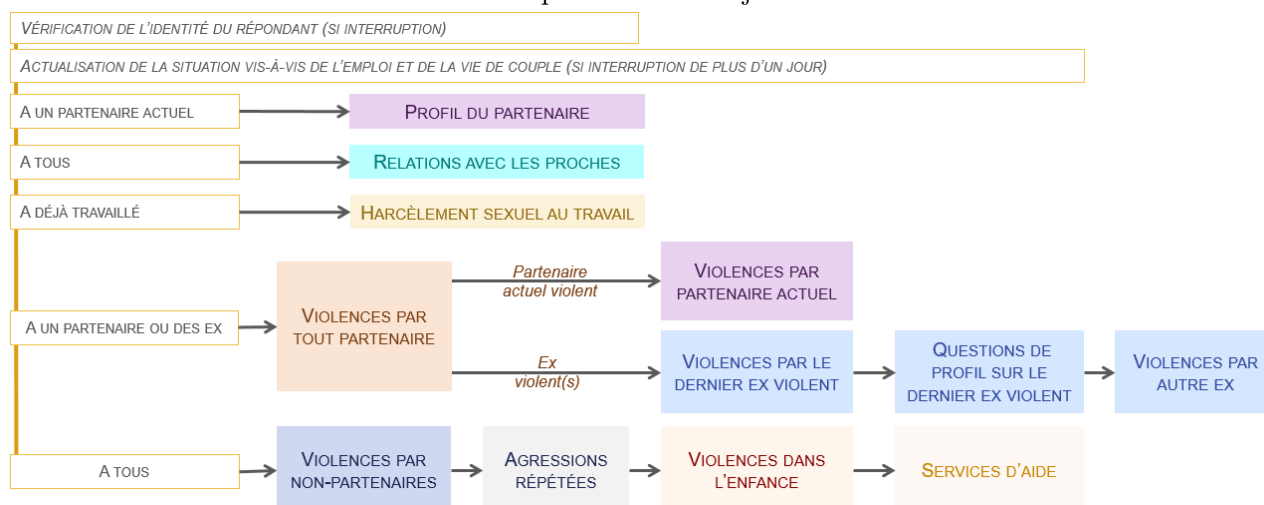 VÉRIFICATION DE L'IDENTITÉ DU RÉPONDANT (SI INTERRUPTION)
ACTUALISATION DE LA SITUATION VIS-À-VIS DE L'EMPLOI ET DE LA VIE DE COUPLE (SI INTERRUPTION DE PLUS D'UN JOUR)
A UN PARTENAIRE ACTUEL
PROFIL DU PARTENAIRE
A TOUS
RELATIONS AVEC LES PROCHES
A DÉJÀ TRAVAILLÉ
HARCÈLEMENT SEXUEL AU TRAVAIL
A UN PARTENAIRE OU DES EX
VIOLENCES PAR
TOUT PARTENAIRE
Partenaire
actuel violent
VIOLENCES PAR
PARTENAIRE ACTUEL
Ex
violent(s)
VIOLENCES PAR LE
DERNIER EX VIOLENT
QUESTIONS DE
PROFIL SUR LE
DERNIER EX VIOLENT
VIOLENCES PAR
AUTRE EX
A TOUS
VIOLENCES PAR
NON-PARTENAIRES
AGRESSIONS
RÉPÉTÉES
VIOLENCES DANS
L'ENFANCE
SERVICES D'AIDE